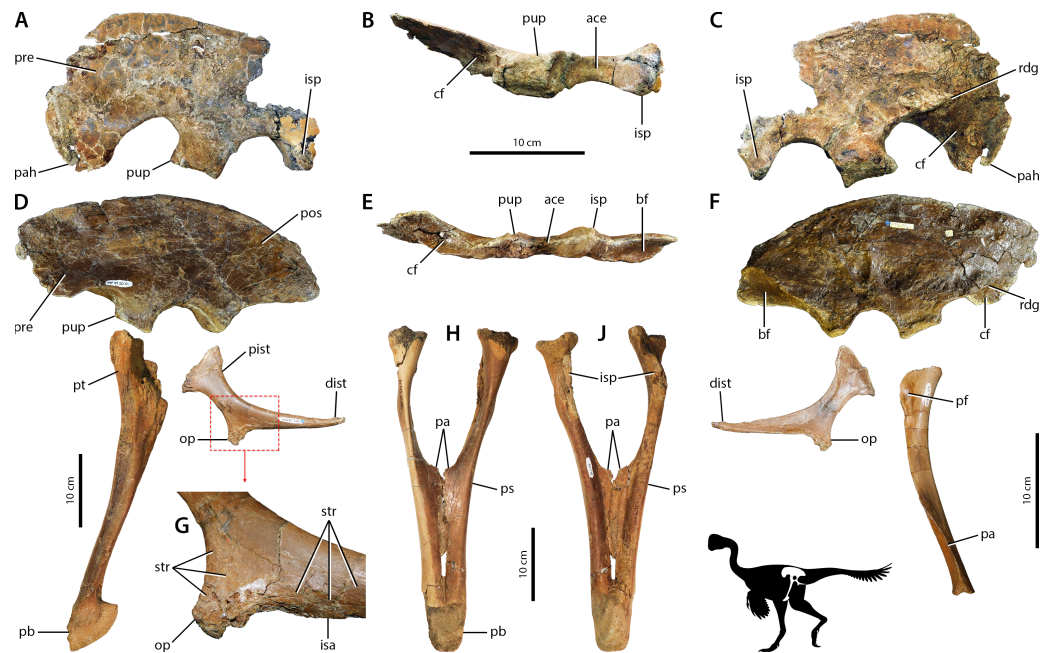 A
pre
isp
pah
pup
B
pup
ace
cf
isp
10 cm
C
isp
rdg
cf
pah
D
pos
pre
pup
E
pup
ace
isp
bf
cf
F
bf
rdg
cf
pt
pist
dist
op
10 cm
pb
G
str
str
op
isa
H
J
isp
pa
pa
ps
ps
10 cm
pb
dist
op
pf
pa
10 cm